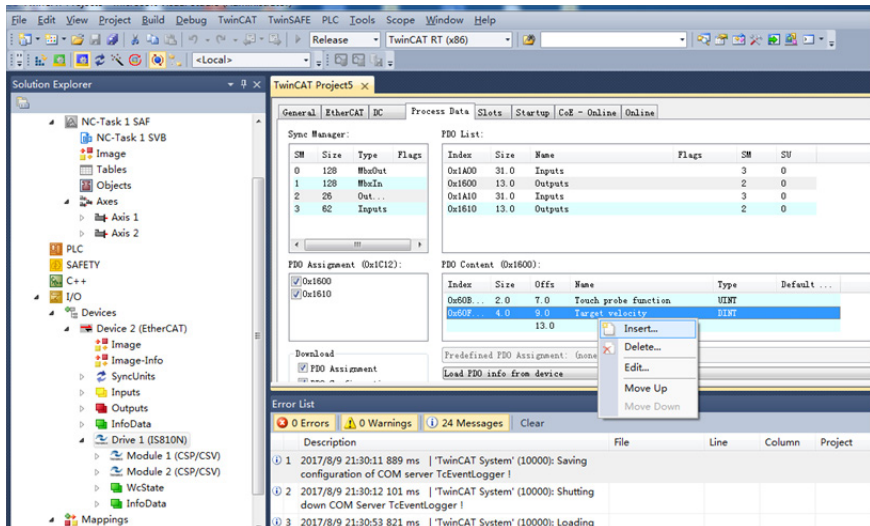 File Edit View Project Build Debug TwinCAT TwinSAFE PLC Tools Scope Window Help
Release TwinCAT RT (x86)
<Local>
Solution Explorer
TwinCAT Project5
General EtherCAT DC Process Data Slots Startup CoE - Online Online
NC-Task 1 SAF
NC-Task 1 SVB
Image
Tables
Objects
Axes
Axis 1
Axis 2
PLC
SAFETY
C++
I/O
Devices
Device 2 (EtherCAT)
Image
Image-Info
SyncUnits
Inputs
Outputs
InfoData
Drive 1 (IS810N)
Module 1 (CSP/CSV)
Module 2 (CSP/CSV)
WcState
InfoData
Mappings
Sync Manager:
SM Size Type Flags
0 128 MbxOut
1 128 MbxIn
2 26 Out...
3 62 Inputs
PDO List:
Index Size Name Flags SM SU
0x1A00 31.0 Inputs 3 0
0x1600 13.0 Outputs 2 0
0x1A10 31.0 Inputs 3 0
0x1610 13.0 Outputs 2 0
PDO Assignment (0x1C12):
0x1600
0x1610
PDO Content (0x1600):
Index Size Offs Name Type Default ...
0x60B... 2.0 7.0 Touch probe function UINT
0x60F... 4.0 9.0 Target velocity DINT
13.0
Insert...
Delete...
Edit...
Move Up
Move Down
Download
PDO Assignment
Predefined PDO Assignment: (none
Load PDO info from device
Error List
0 Errors 0 Warnings 24 Messages Clear
Description File Line Column Project
1 2017/8/9 21:30:11 889 ms | 'TwinCAT System' (10000): Saving
configuration of COM server TcEventLogger !
2 2017/8/9 21:30:12 101 ms | 'TwinCAT System' (10000): Shutting
down COM Server TcEventLogger !
3 2017/8/9 21:30:53 821 ms | 'TwinCAT System' (10000): Loading